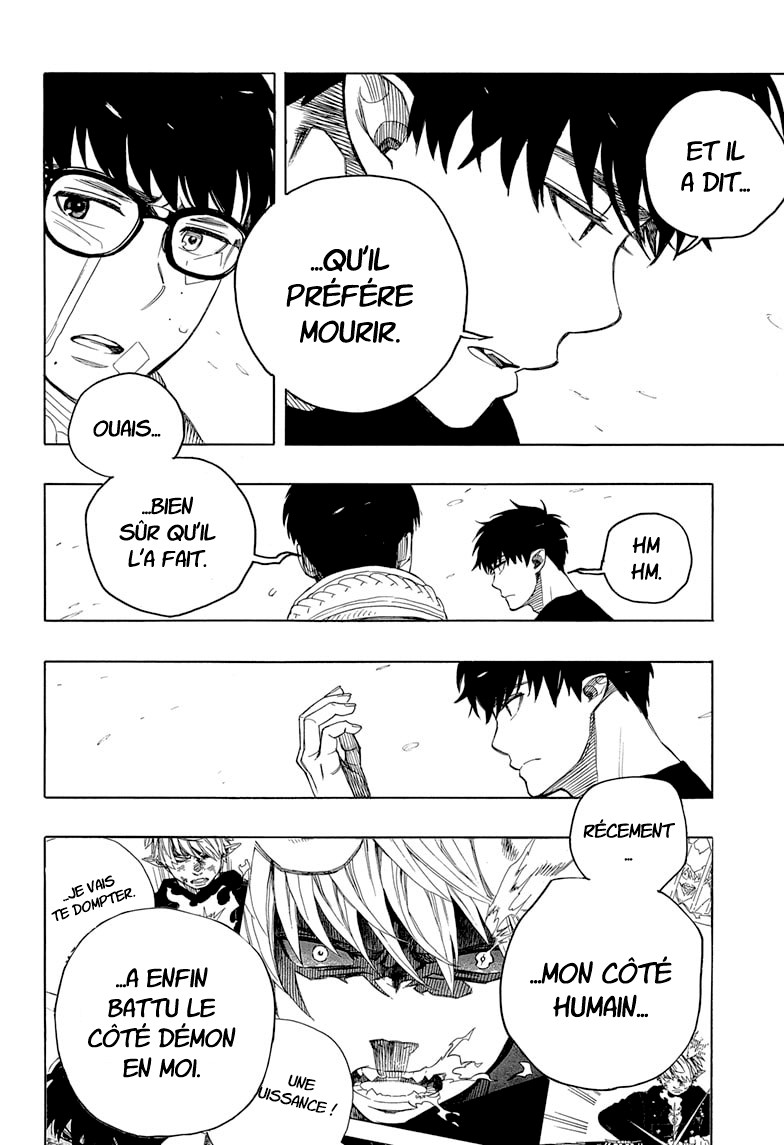 ET IL
A DIT...
...QU'IL
PRÉFÉRE
MOURIR.
OUAIS...
...BIEN
SÛR QU'IL
L'A FAIT.
HM
HM.
RÉCEMENT
...
...MON CÔTÉ
HUMAIN...
...JE VAIS
TE DOMPTER.
...A ENFIN
BATTU LE
CÔTÉ DÉMON
EN MOI.
UNE
UISSANCE !